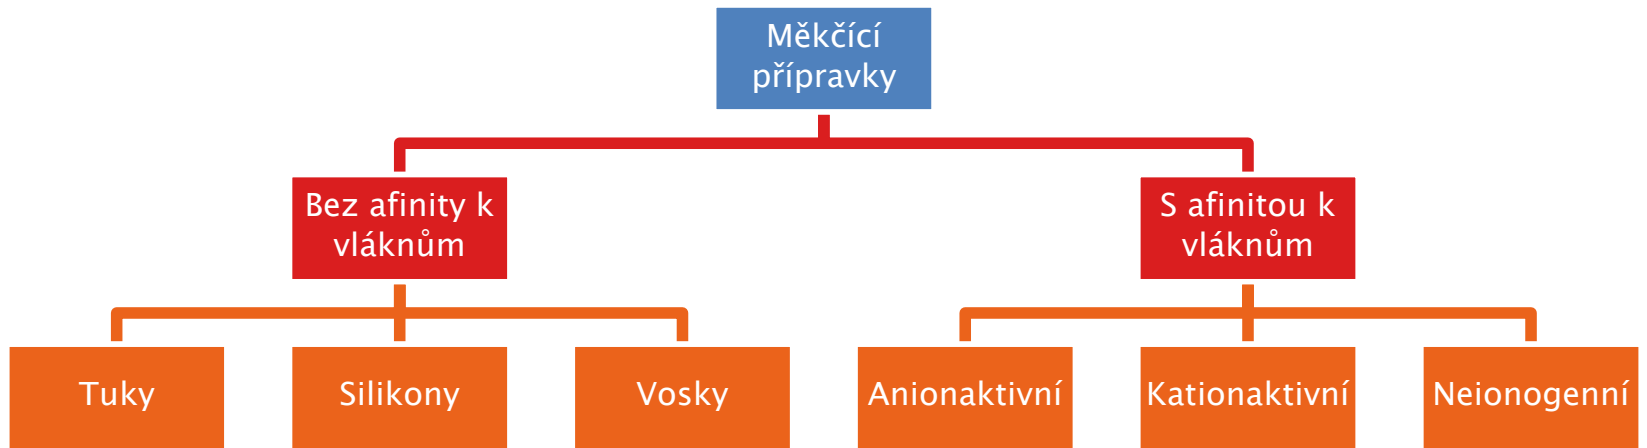 Měkčící
přípravky
Bez afinity k
vláknům
S afinitou k
vláknům
Tuky
Silikony
Vosky
Anionaktivní
Kationaktivní
Neionogenní